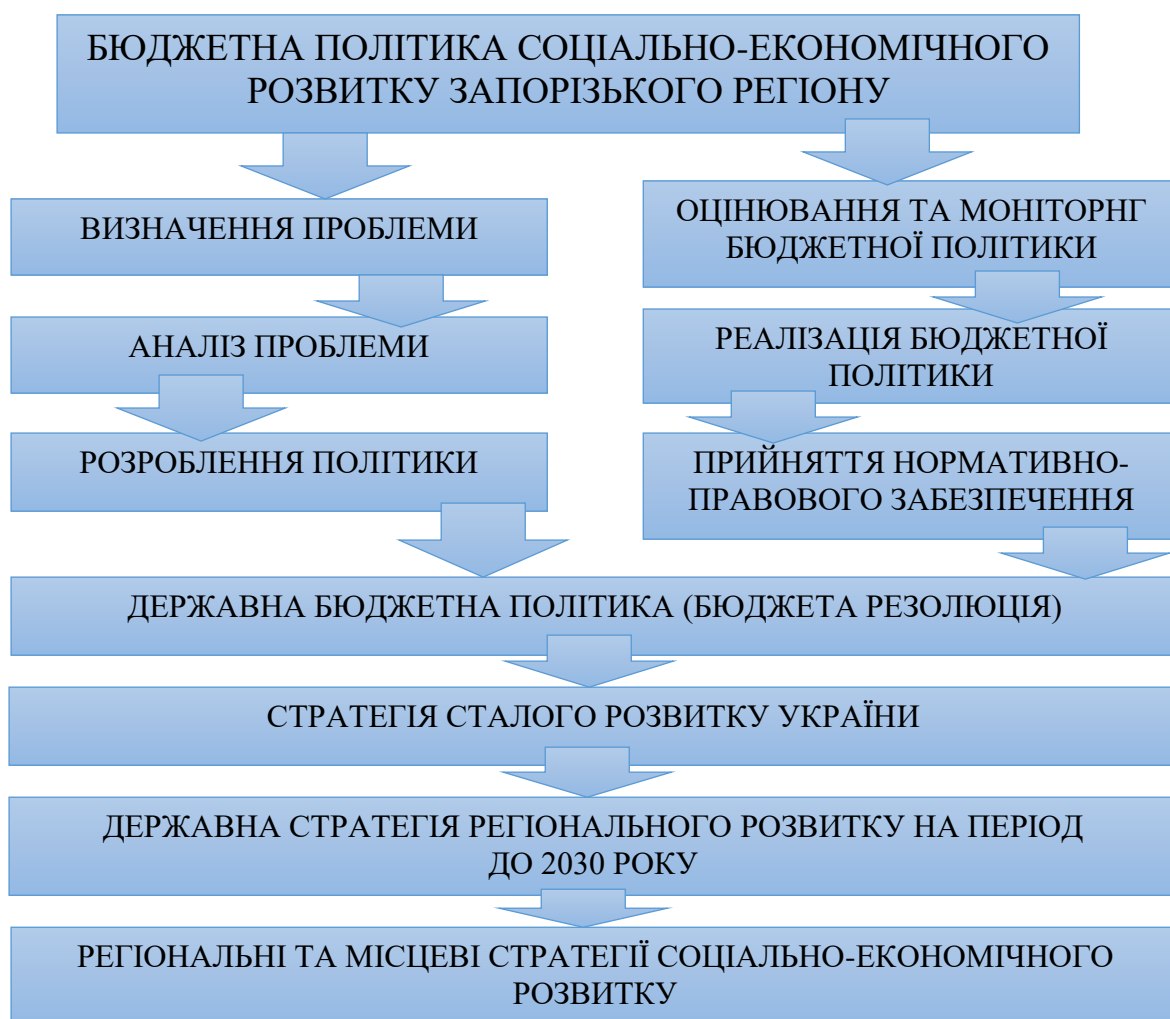 БЮДЖЕТНА ПОЛІТИКА СОЦІАЛЬНО-ЕКОНОМІЧНОГО
РОЗВИТКУ ЗАПОРІЗЬКОГО РЕГІОНУ
ВИЗНАЧЕННЯ ПРОБЛЕМИ
АНАЛІЗ ПРОБЛЕМИ
РОЗРОБЛЕННЯ ПОЛІТИКИ
ОЦІНЮВАННЯ ТА МОНІТОРНГ
БЮДЖЕТНОЇ ПОЛІТИКИ
РЕАЛІЗАЦІЯ БЮДЖЕТНОЇ
ПОЛІТИКИ
ПРИЙНЯТТЯ НОРМАТИВНО-
ПРАВОВОГО ЗАБЕЗПЕЧЕННЯ
ДЕРЖАВНА БЮДЖЕТНА ПОЛІТИКА (БЮДЖЕТА РЕЗОЛЮЦІЯ)
СТРАТЕГІЯ СТАЛОГО РОЗВИТКУ УКРАЇНИ
ДЕРЖАВНА СТРАТЕГІЯ РЕГІОНАЛЬНОГО РОЗВИТКУ НА ПЕРІОД
ДО 2030 РОКУ
РЕГІОНАЛЬНІ ТА МІСЦЕВІ СТРАТЕГІЇ СОЦІАЛЬНО-ЕКОНОМІЧНОГО
РОЗВИТКУ